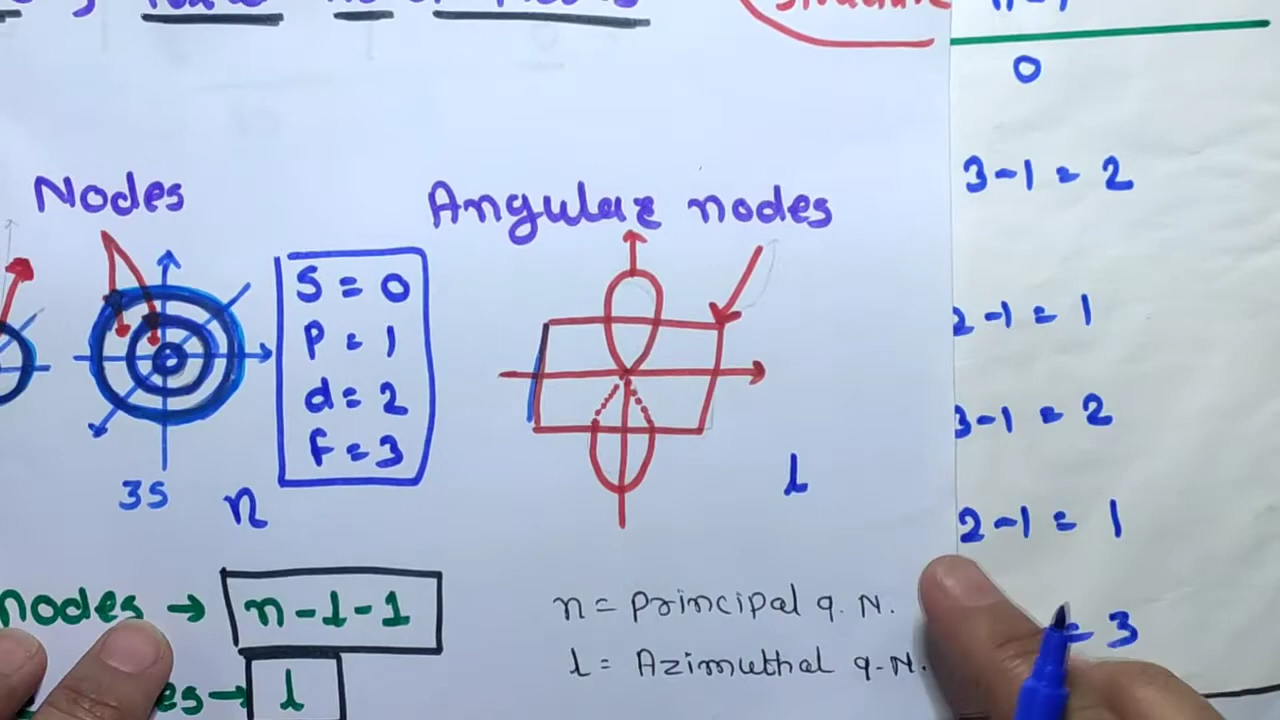 Nodes
Angular nodes
S = 0
P = 1
d = 2
f = 3
3S
n
l
nodes → n-l-1
es → l
n = Principal q. N.
l = Azimuthal q-N.
0
3-1 = 2
2-1 = 1
3-1 = 2
2-1 = 1
= 3